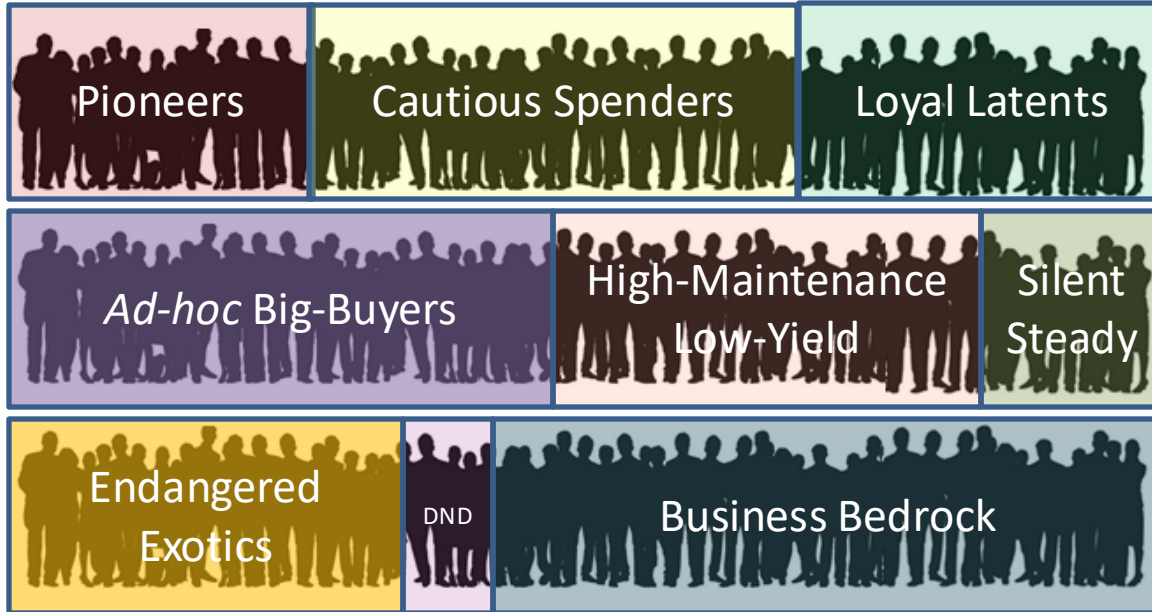 Pioneers
Cautious Spenders
Loyal Latents
Ad-hoc Big-Buyers
High-Maintenance
Low-Yield
Silent
Steady
Endangered
Exotics
DND
Business Bedrock